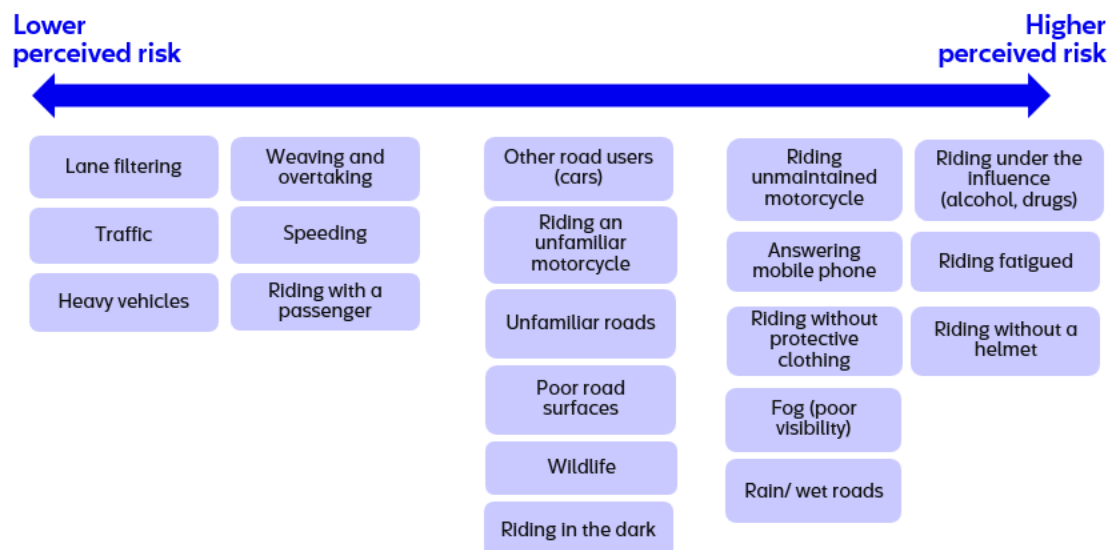 Lower
perceived risk
Higher
perceived risk
Lane filtering
Traffic
Heavy vehicles
Weaving and
overtaking
Speeding
Riding with a
passenger
Other road users
(cars)
Riding an
unfamiliar
motorcycle
Unfamiliar roads
Poor road
surfaces
Wildlife
Riding in the dark
Riding
unmaintained
motorcycle
Answering
mobile phone
Riding without
protective
clothing
Fog (poor
visibility)
Rain/ wet roads
Riding under the
influence
(alcohol, drugs)
Riding fatigued
Riding without a
helmet